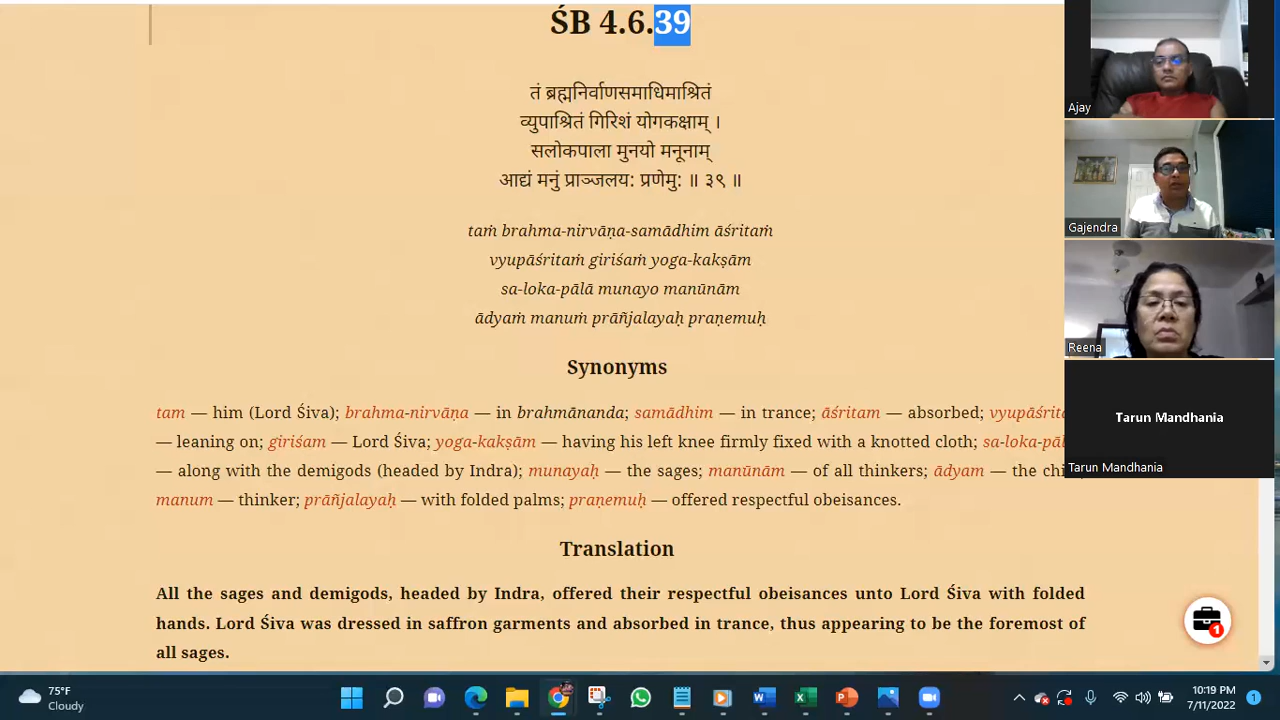 ŚB 4.6.39
तं ब्रह्मनिर्वाणसमाधिमाश्रितं
व्युपाश्रितं गिरिशं योगकक्षाम् ।
सलोकपाला मुनयो मनूनाम्
आद्यं मनुं प्राञ्जलय: प्रणेमु: ॥ ३९ ॥
taṁ brahma-nirvāṇa-samādhim āśritaṁ
vyupāśritaṁ giriśaṁ yoga-kakṣām
sa-loka-pālā munayo manūnām
ādyaṁ manuṁ prāñjalayaḥ praṇemuḥ
Synonyms
tam — him (Lord Śiva); brahma-nirvāṇa — in brahmānanda; samādhim — in trance; āśritam — absorbed; vyupāśrita
— leaning on; giriśam — Lord Śiva; yoga-kakṣām — having his left knee firmly fixed with a knotted cloth; sa-loka-pāl
— along with the demigods (headed by Indra); munayaḥ — the sages; manūnām — of all thinkers; ādyam — the chi
manum — thinker; prāñjalayaḥ — with folded palms; praṇemuḥ — offered respectful obeisances.
Translation
All the sages and demigods, headed by Indra, offered their respectful obeisances unto Lord Śiva with folded
hands. Lord Śiva was dressed in saffron garments and absorbed in trance, thus appearing to be the foremost of
all sages.
Ajay
Gajendra
Reena
Tarun Mandhania
Tarun Mandhania
1
75°F
Cloudy
10:19 PM
7/11/2022
1